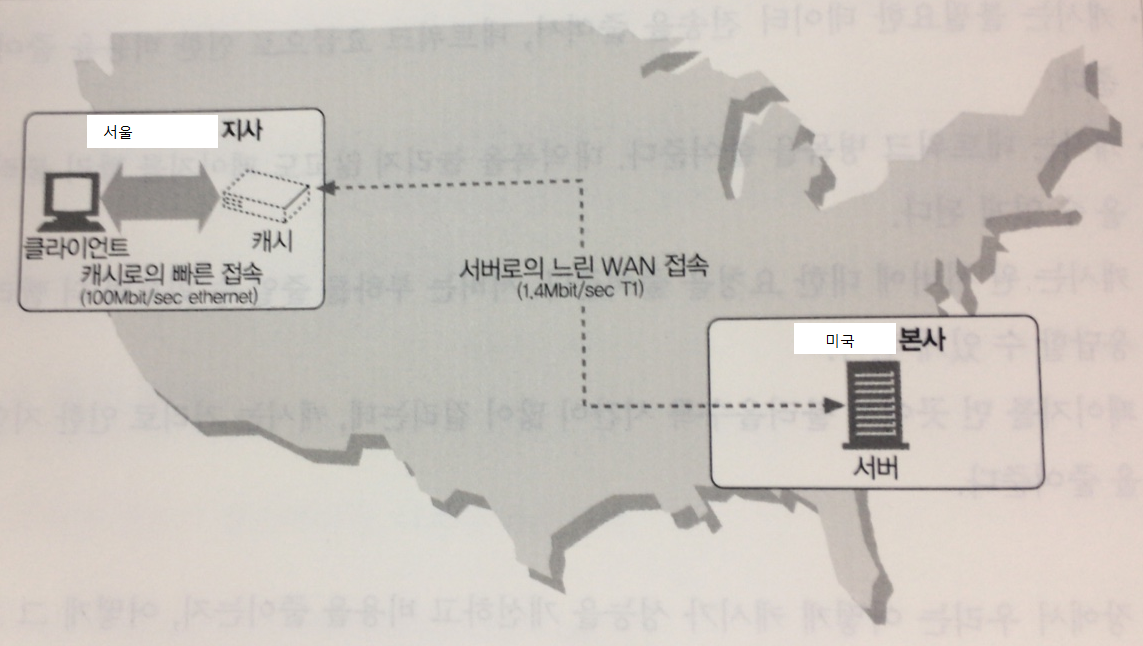 서울 지사
클라이언트
캐시
캐시로의 빠른 접속
(100Mbit/sec ethernet)
서버로의 느린 WAN 접속
(1.4Mbit/sec T1)
미국 본사
서버